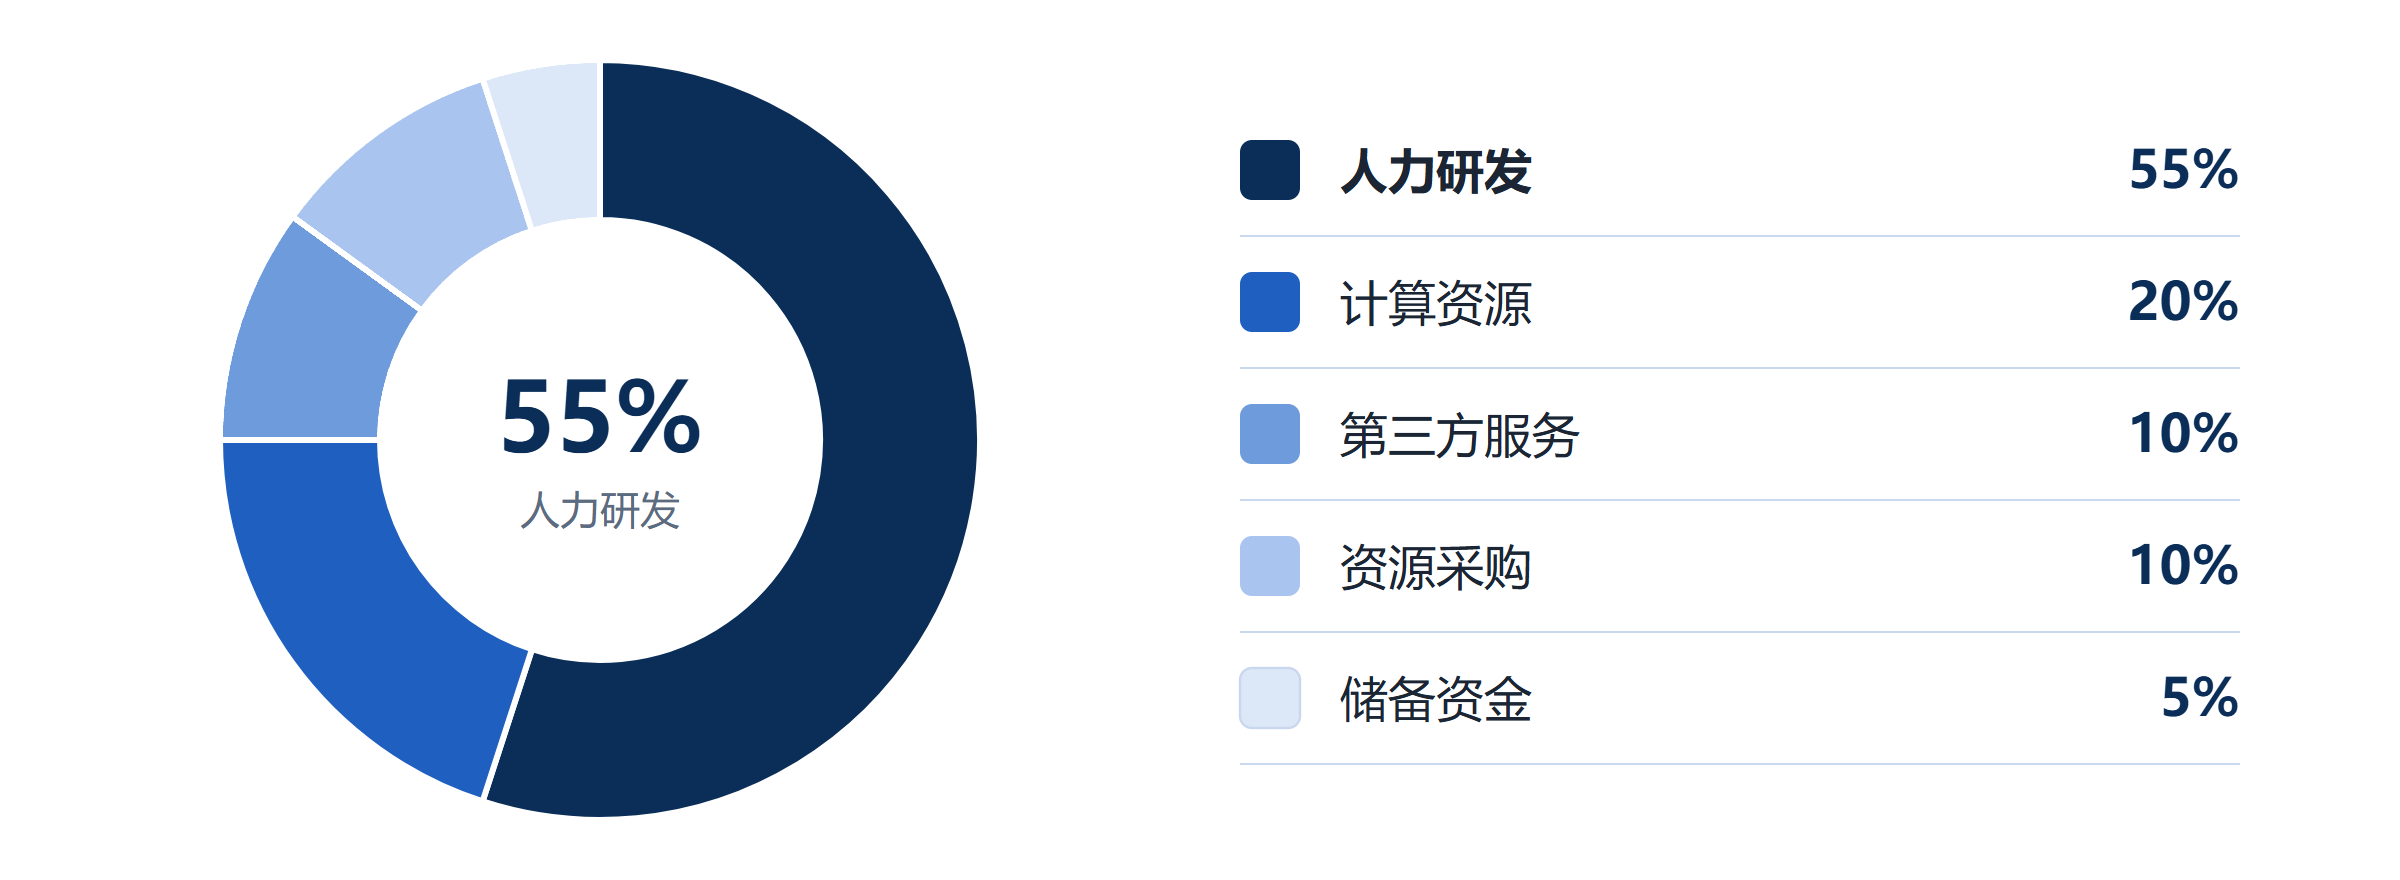 55%
人力研发
人力研发 55%
计算资源 20%
第三方服务 10%
资源采购 10%
储备资金 5%